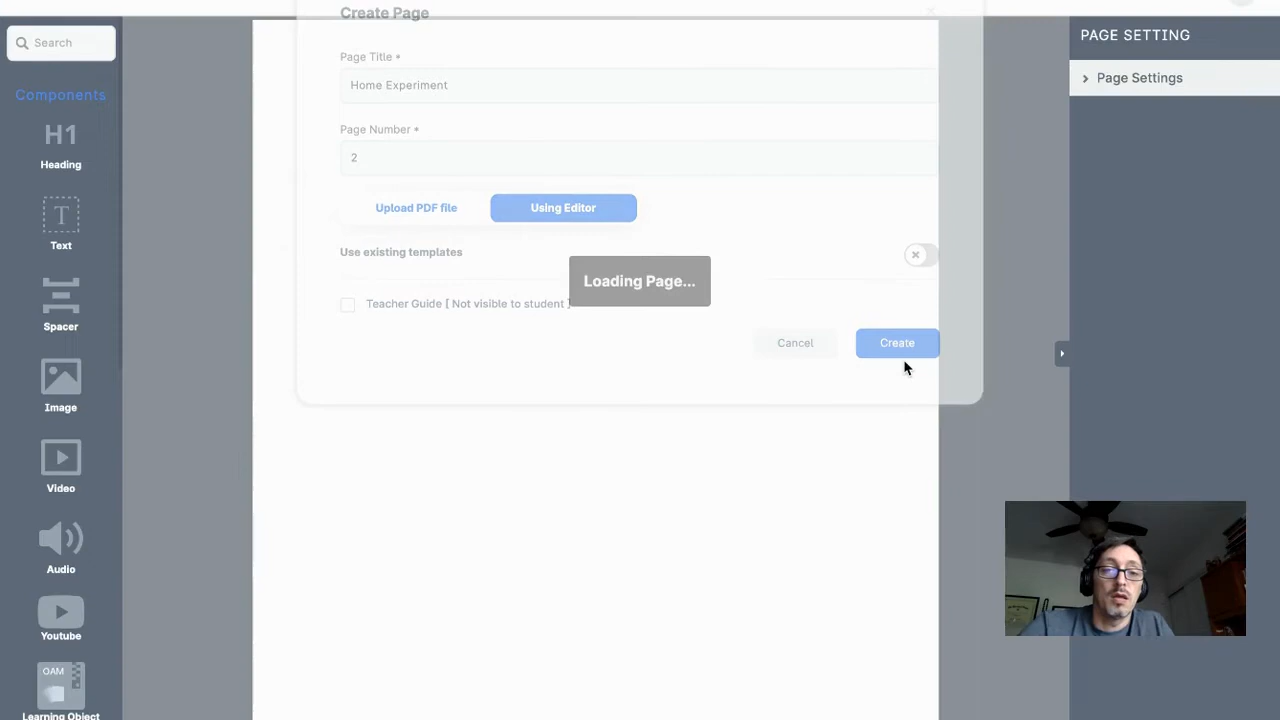 Create Page
Search
PAGE SETTING
Page Title *
Page Settings
Home Experiment
Components
H1
Heading
Page Number *
2
Upload PDF file
Using Editor
T
Text
Use existing templates
Loading Page...
Teacher Guide [ Not visible to student ]
Spacer
Cancel
Create
Image
Video
Audio
Youtube
OAM
Learning Object